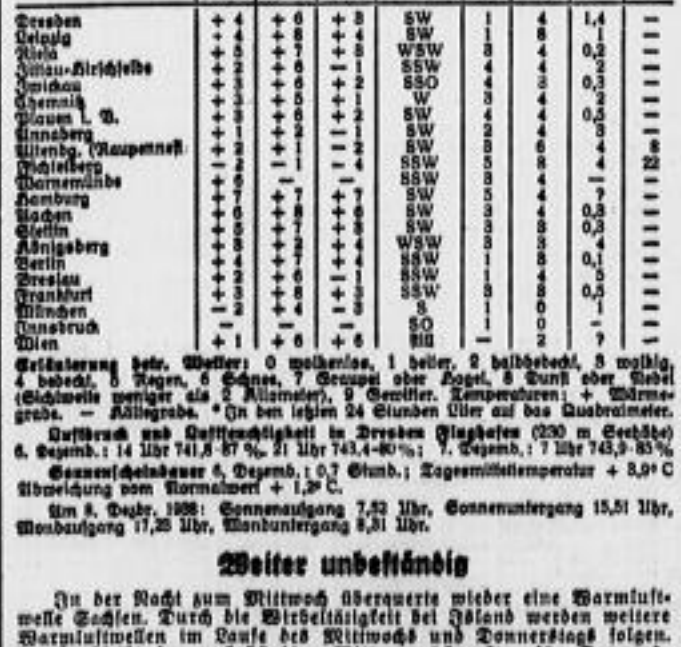 Dresden + 4 + 6 + 3 SW 1 4 1,4 —
Leipzig + 4 + 8 + 4 SW 1 8 1 —
Riesa + 5 + 7 + 3 WSW 3 4 0,2 —
Zittau-Hirschfelde + 2 + 6 — 1 SSW 4 4 2 —
Zwickau + 3 + 6 + 2 SSO 4 3 0,3 —
Chemnitz + 3 + 5 + 1 W 3 4 2 —
Plauen i. V. + 3 + 6 + 2 SW 4 4 0,5 —
Annaberg + 1 + 2 — 1 SW 2 4 3 —
Altenbg. (Raupennest) + 2 + 1 — 2 SW 3 6 4 8
Fichtelberg — 2 — 1 — 4 SSW 5 8 4 22
Warnemünde + 6 — — SSW 3 4 — —
Hamburg + 7 + 7 + 7 SW 5 4 7 —
Aachen + 6 + 8 + 6 SW 3 4 0,3 —
Stettin + 5 + 7 + 3 SW 3 3 0,3 —
Königsberg + 3 + 2 + 4 WSW 3 3 4 —
Berlin + 4 + 7 + 4 SSW 1 8 0,1 —
Breslau + 2 + 6 — 1 SSW 1 4 5 —
Frankfurt + 3 + 8 + 3 SSW 3 3 0,5 —
München — 2 + 4 — 3 S 1 0 1 —
Innsbruck — — — SO 1 0 — —
Wien + 1 + 6 + 6 still — 2 7 —
Erläuterung betr. Wetter: 0 wolkenlos, 1 heiter, 2 halbbedeckt, 3 wolkig,
4 bedeckt, 5 Regen, 6 Schnee, 7 Graupel oder Hagel, 8 Dunst oder Nebel
(Sichtweite weniger als 2 Kilometer), 9 Gewitter. Temperaturen: + Wärme-
grade. — Kältegrade. * In den letzten 24 Stunden Liter auf das Quadratmeter.
Luftdruck und Luftfeuchtigkeit in Dresden Flughafen (230 m Seehöhe)
6. Dezemb.: 14 Uhr 741,8-87 %, 21 Uhr 743,4-80 %; 7. Dezemb.: 7 Uhr 743,9-85 %
Sonnenscheindauer 6. Dezemb.: 0,7 Stund.; Tagesmitteltemperatur + 3,9° C
Abweichung vom Normalwert + 1,2° C.
Am 8. Dezbr. 1938: Sonnenaufgang 7,52 Uhr, Sonnenuntergang 15,51 Uhr,
Mondaufgang 17,23 Uhr, Monduntergang 8,31 Uhr.
Weiter unbeständig
In der Nacht zum Mittwoch überquerte wieder eine Warmluft-
welle Sachsen. Durch die Wirbeltätigkeit bei Island werden weitere
Warmluftwellen im Laufe des Mittwochs und Donnerstags folgen.